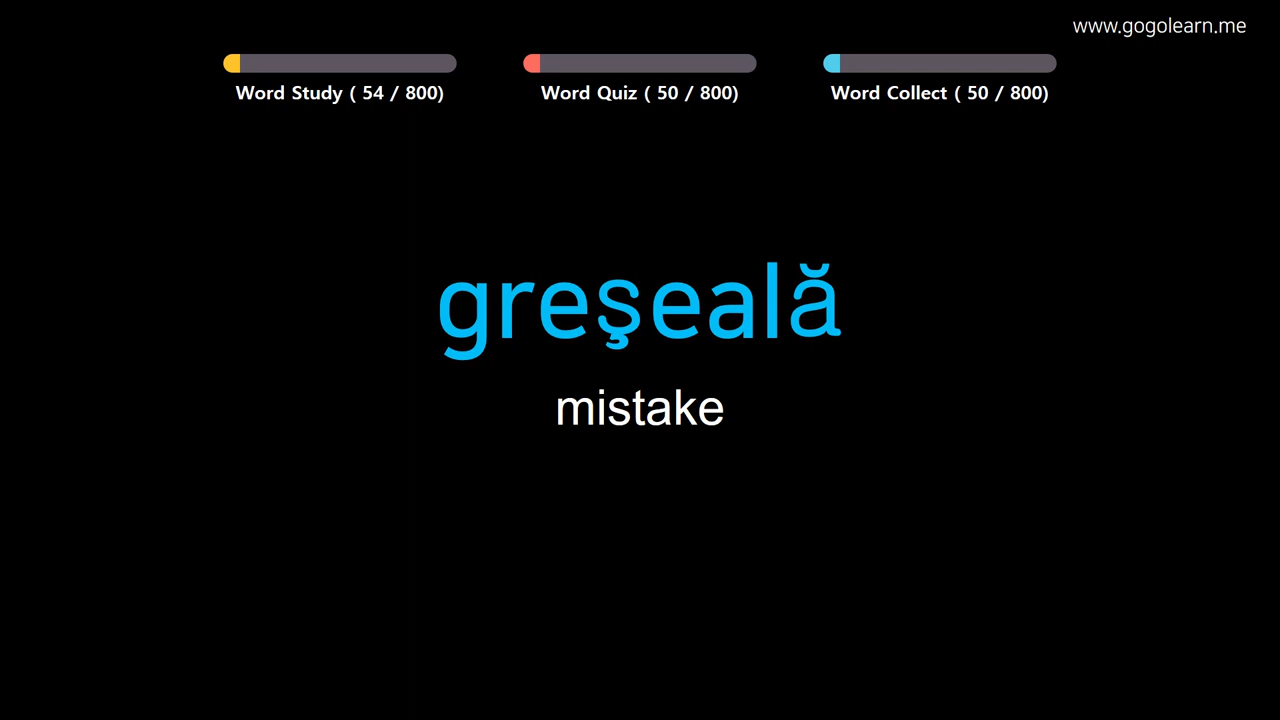 www.gogolearn.me
Word Study ( 54 / 800)
Word Quiz ( 50 / 800)
Word Collect ( 50 / 800)
greşeală
mistake